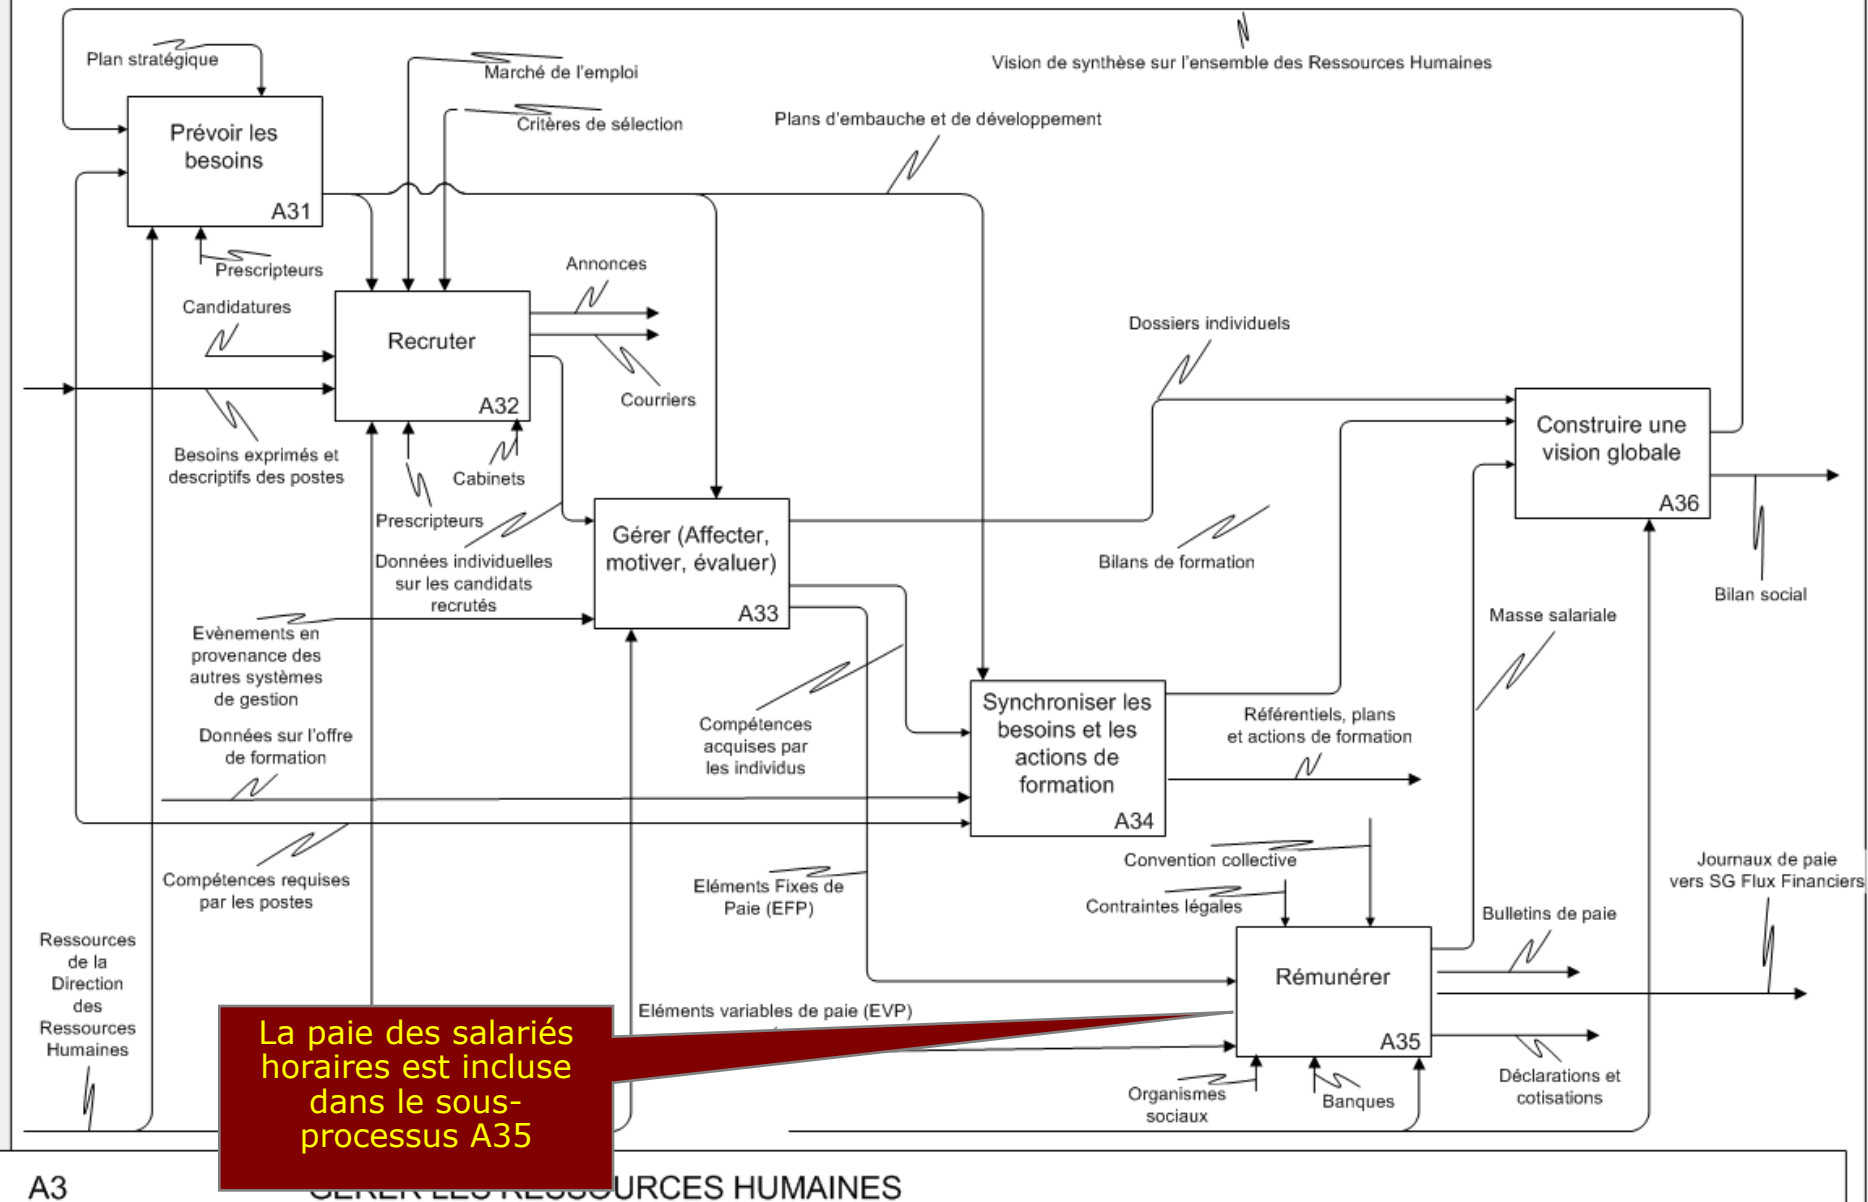 Plan stratégique
Marché de l'emploi
Vision de synthèse sur l'ensemble des Ressources Humaines
Critères de sélection
Plans d'embauche et de développement
Prévoir les
besoins
A31
Prescripteurs
Annonces
Candidatures
Dossiers individuels
Recruter
A32
Courriers
Construire une
vision globale
A36
Besoins exprimés et
descriptifs des postes
Cabinets
Prescripteurs
Gérer (Affecter,
motiver, évaluer)
A33
Données individuelles
sur les candidats
recrutés
Bilans de formation
Bilan social
Masse salariale
Evènements en
provenance des
autres systèmes
de gestion
Synchroniser les
besoins et les
actions de
formation
A34
Référentiels, plans
et actions de formation
Compétences
acquises par
les individus
Données sur l'offre
de formation
Convention collective
Journaux de paie
vers SG Flux Financiers
Compétences requises
par les postes
Eléments Fixes de
Paie (EFP)
Contraintes légales
Bulletins de paie
Ressources
de la
Direction
des
Ressources
Humaines
Rémunérer
A35
Eléments variables de paie (EVP)
La paie des salariés
horaires est incluse
dans le sous-
processus A35
Organismes
sociaux
Banques
Déclarations et
cotisations
A3
GERER LES RESSOURCES HUMAINES